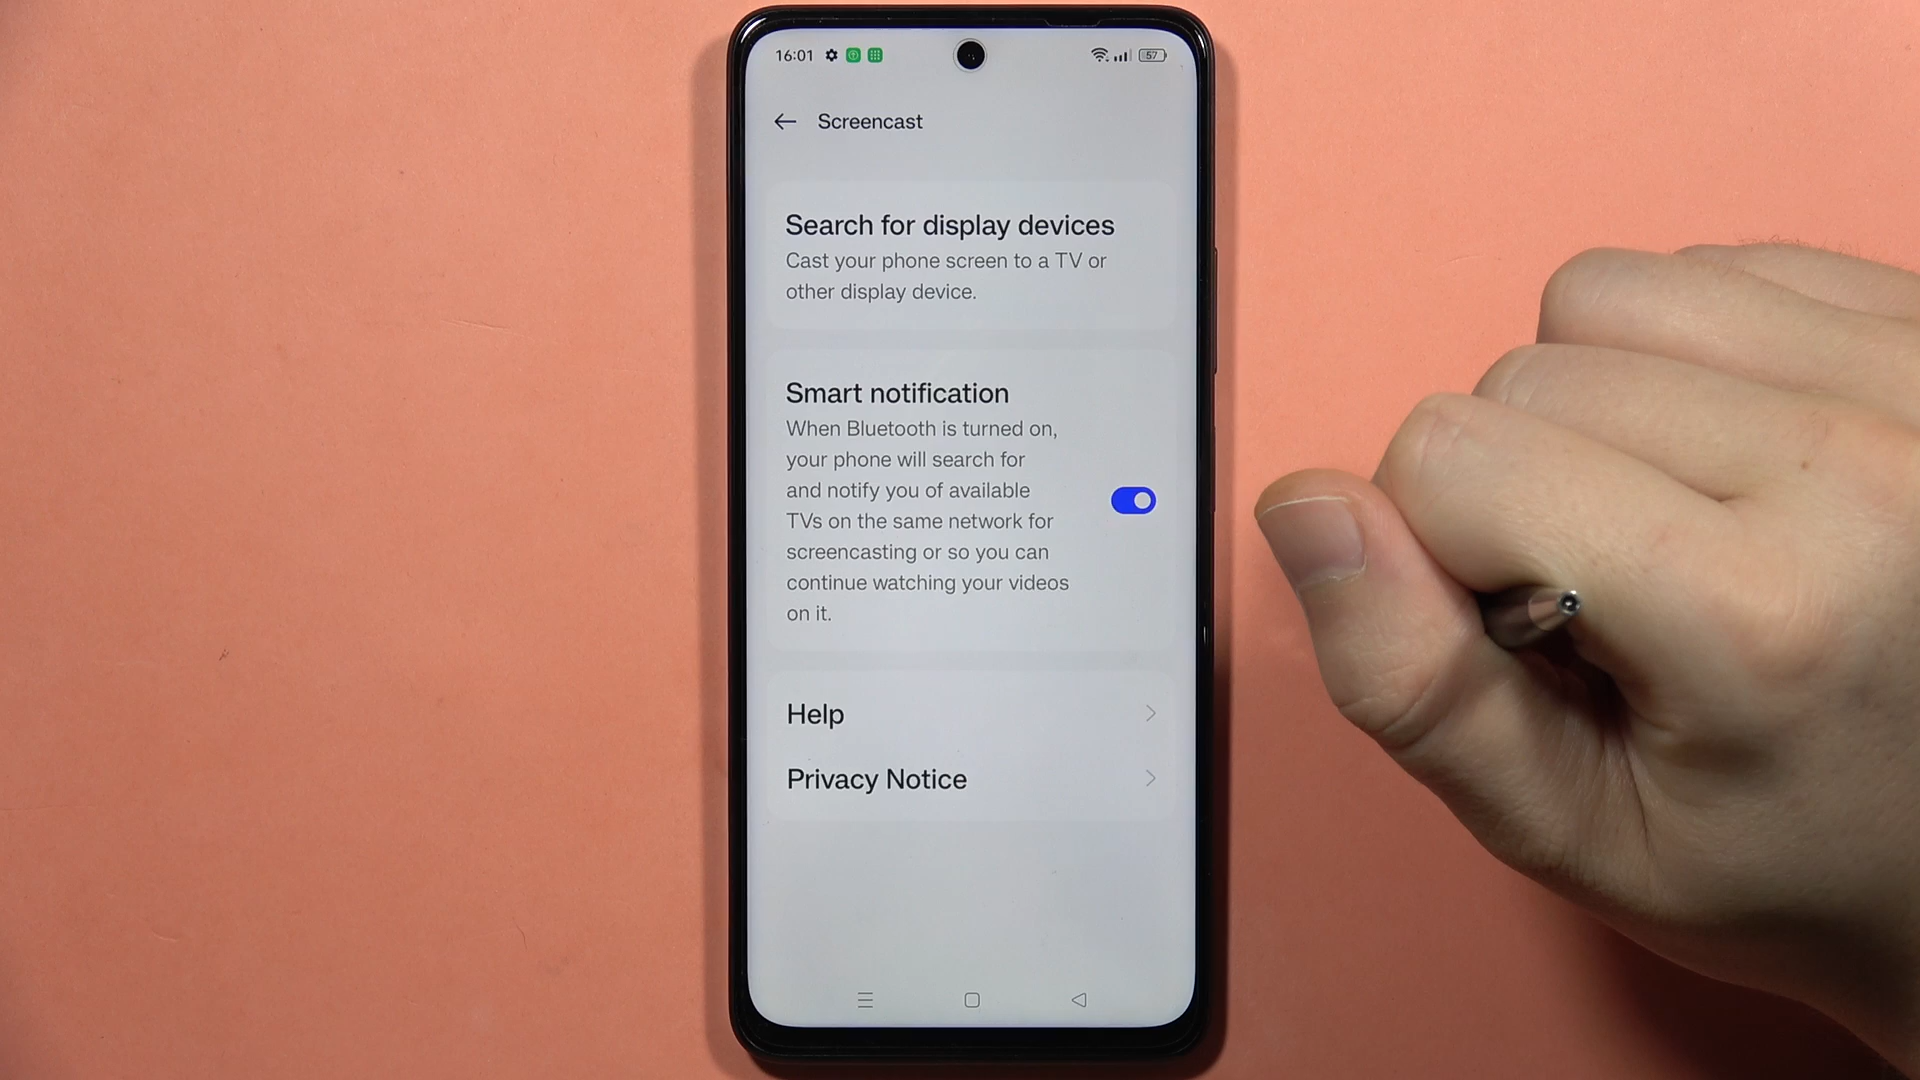 16:01
57
Screencast
Search for display devices
Cast your phone screen to a TV or
other display device.
Smart notification
When Bluetooth is turned on,
your phone will search for
and notify you of available
TVs on the same network for
screencasting or so you can
continue watching your videos
on it.
Help
Privacy Notice